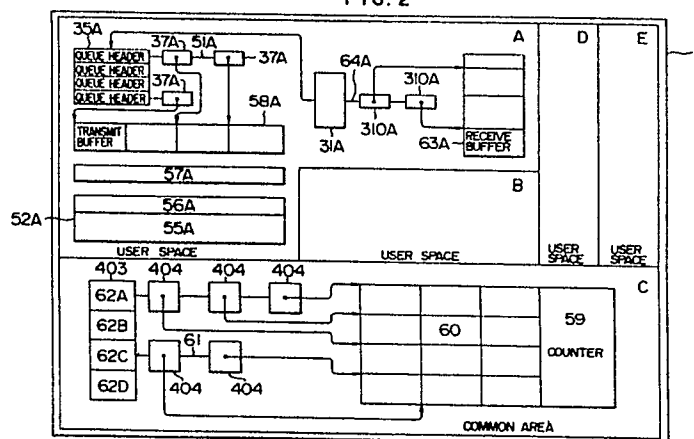 FIG. 2
35A
37A
51A
37A
64A
310A
A
D
E
QUEUE HEADER
QUEUE HEADER
QUEUE HEADER
QUEUE HEADER
37A
58A
31A
310A
63A
RECEIVE
BUFFER
TRANSMIT
BUFFER
57A
B
52A
56A
55A
USER SPACE
USER SPACE
USER
SPACE
USER
SPACE
403
404
404
404
C
62A
62B
62C
62D
61
404
404
60
59
COUNTER
COMMON AREA